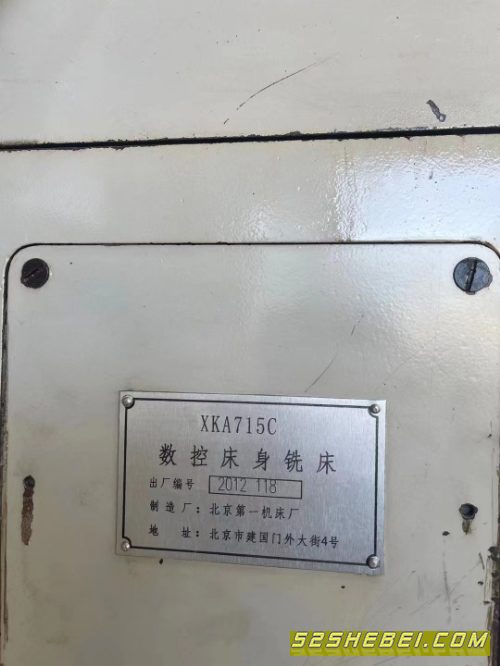 XKA715C
数控床身铣床
出厂编号 2012 118
制造厂：北京第一机床厂
地 址：北京市建国门外大街4号
52SHEBEI.COM